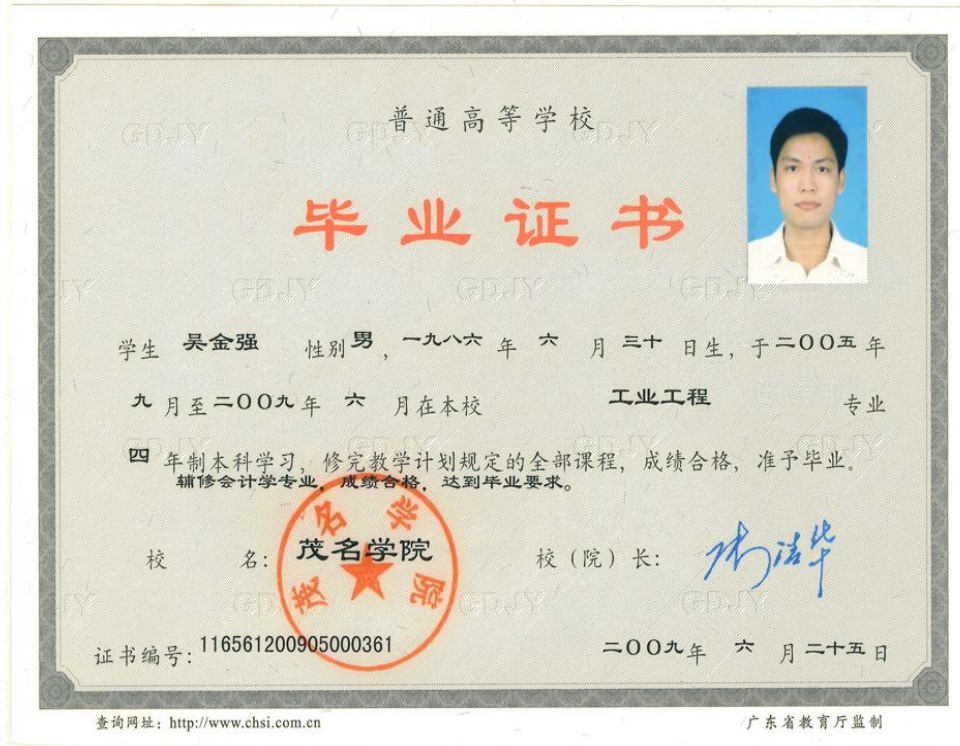 普通高等学校
毕业证书
学生 吴金强 性别 男，一九八六 年 六 月 三十 日生，于 二〇〇五 年
九 月至 二〇〇九 年 六 月在本校 工业工程 专业
四 年制本科学习，修完教学计划规定的全部课程，成绩合格，准予毕业。
辅修会计学专业，成绩合格，达到毕业要求。
校 名：茂名学院 校（院）长：
茂名学院
证书编号：116561200905000361 二〇〇九 年 六 月 二十五 日
查询网址：http://www.chsi.com.cn 广东省教育厅监制
GDJY